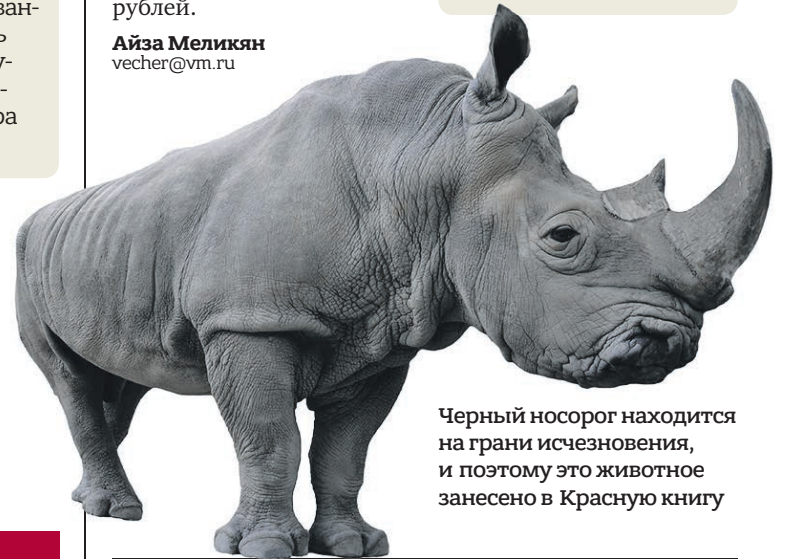 рублей.
Айза Меликян
vecher@vm.ru
Черный носорог находится
на грани исчезновения,
и поэтому это животное
занесено в Красную книгу